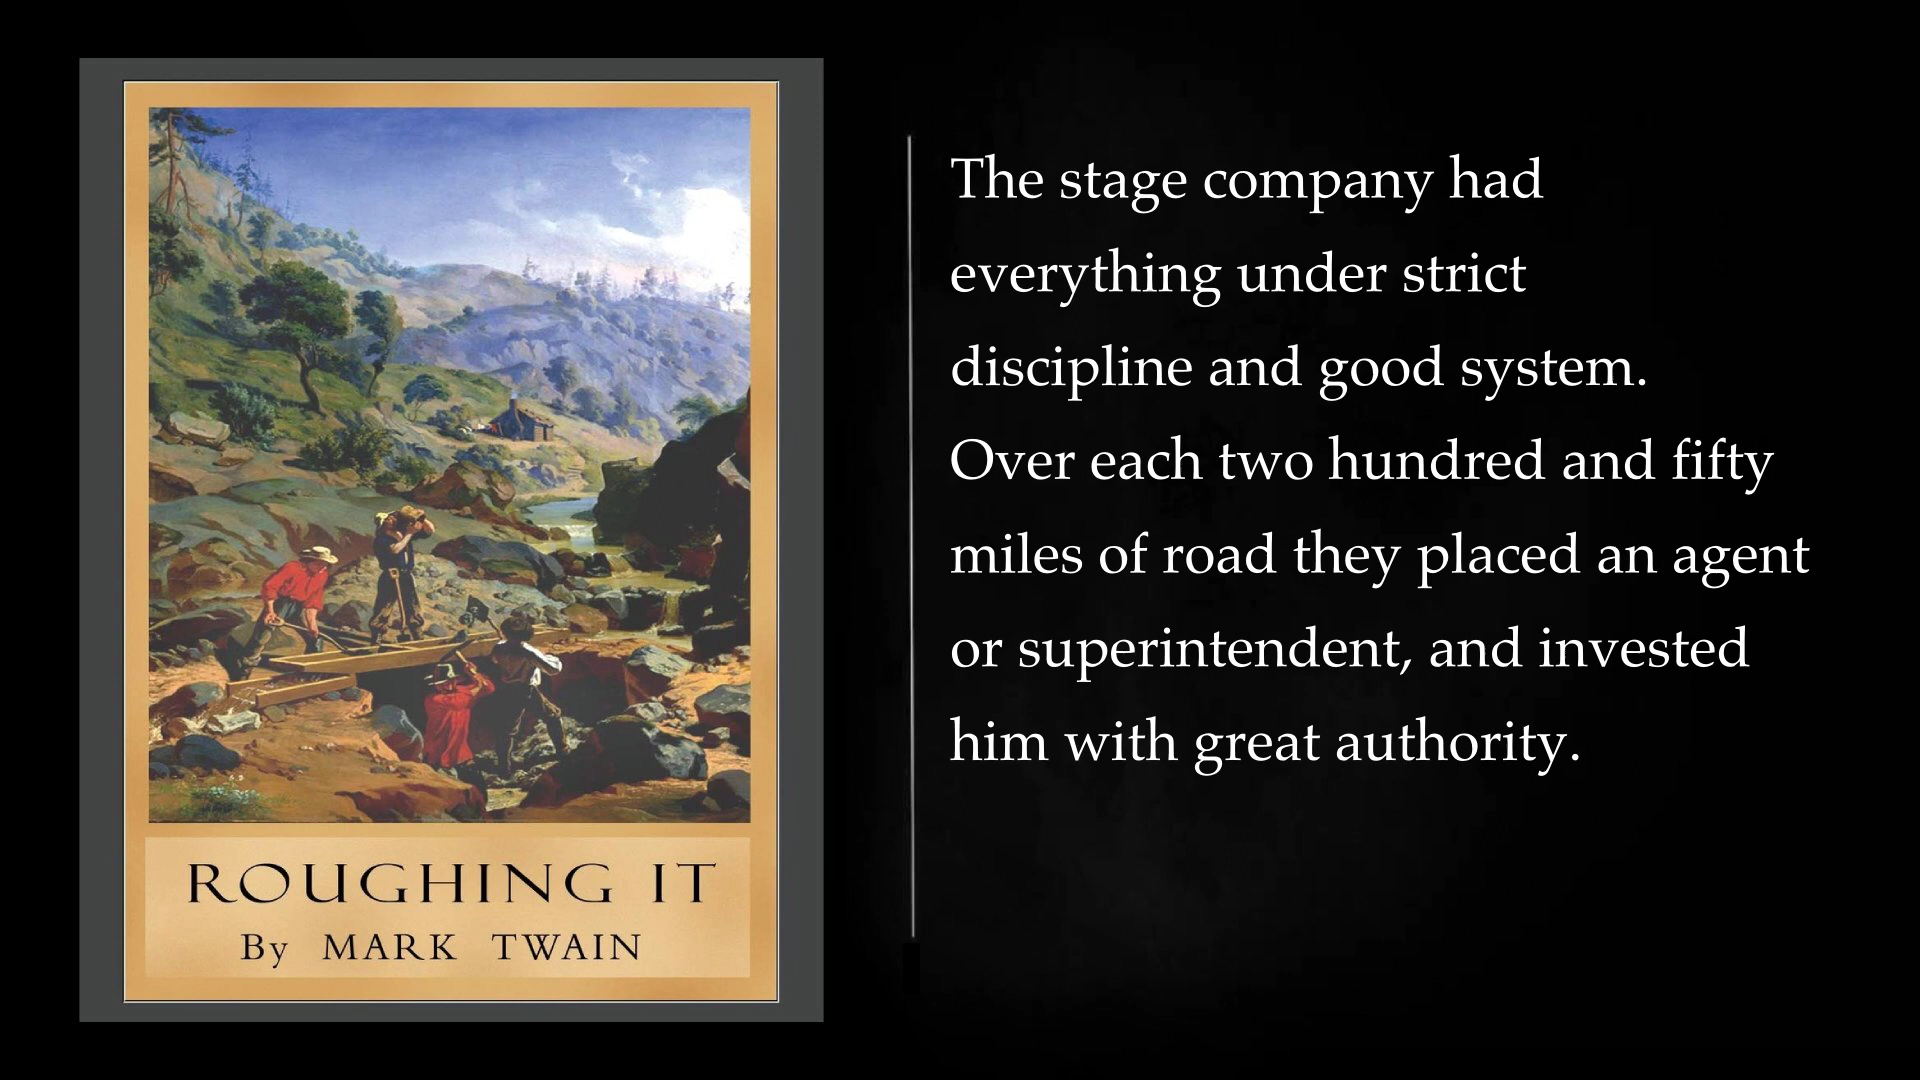 ROUGHING IT
By MARK TWAIN
The stage company had
everything under strict
discipline and good system.
Over each two hundred and fifty
miles of road they placed an agent
or superintendent, and invested
him with great authority.